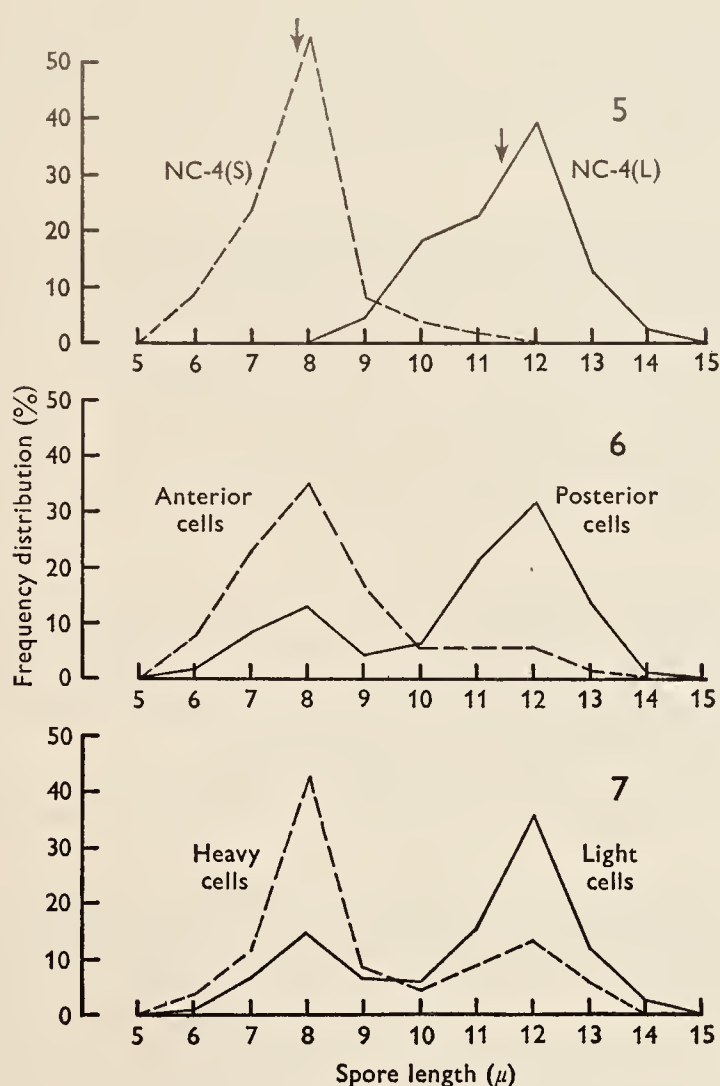 50
40
30
20
10
0
5
NC-4(S)
NC-4(L)
5 6 7 8 9 10 11 12 13 14 15
Frequency distribution (%)
50
40
30
20
10
0
6
Anterior
cells
Posterior
cells
5 6 7 8 9 10 11 12 13 14 15
50
40
30
20
10
0
7
Heavy
cells
Light
cells
5 6 7 8 9 10 11 12 13 14 15
Spore length (μ)